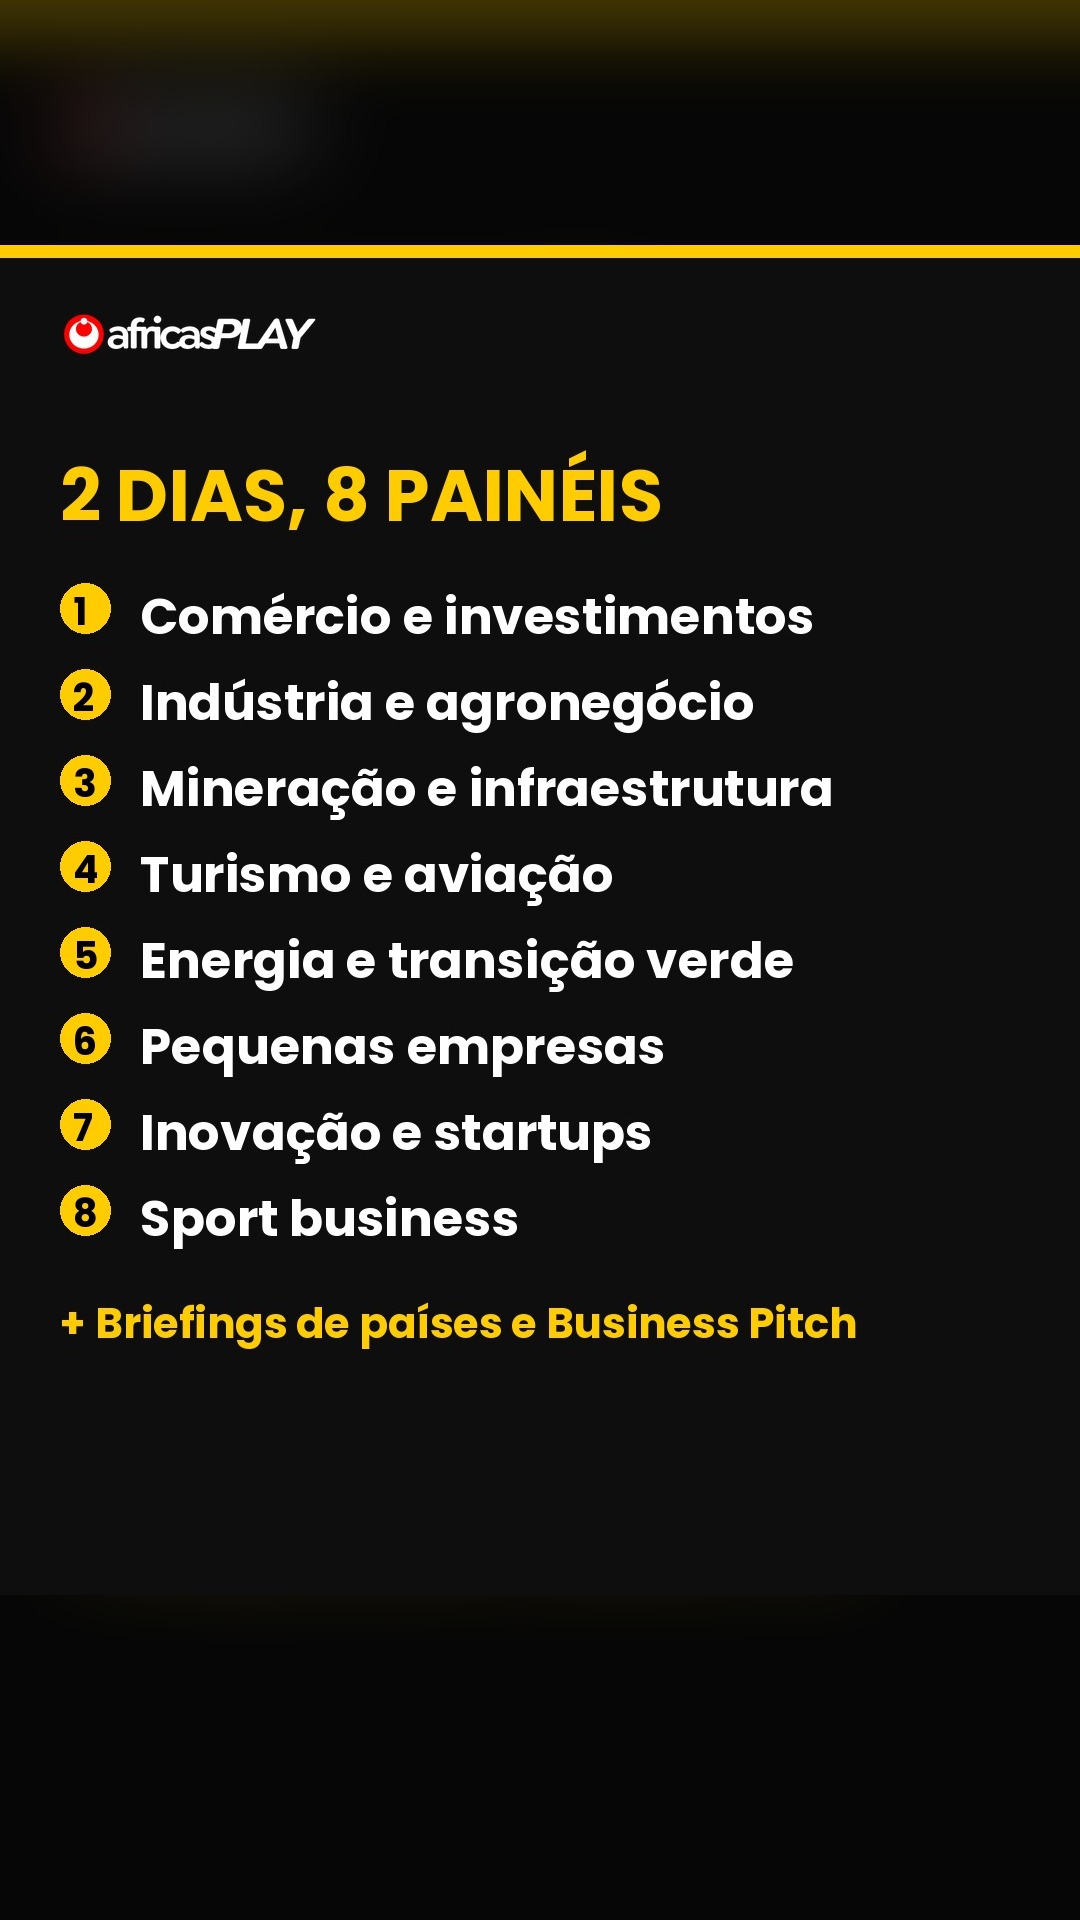 africasPLAY
2 DIAS, 8 PAINÉIS
1 Comércio e investimentos
2 Indústria e agronegócio
3 Mineração e infraestrutura
4 Turismo e aviação
5 Energia e transição verde
6 Pequenas empresas
7 Inovação e startups
8 Sport business
+ Briefings de países e Business Pitch